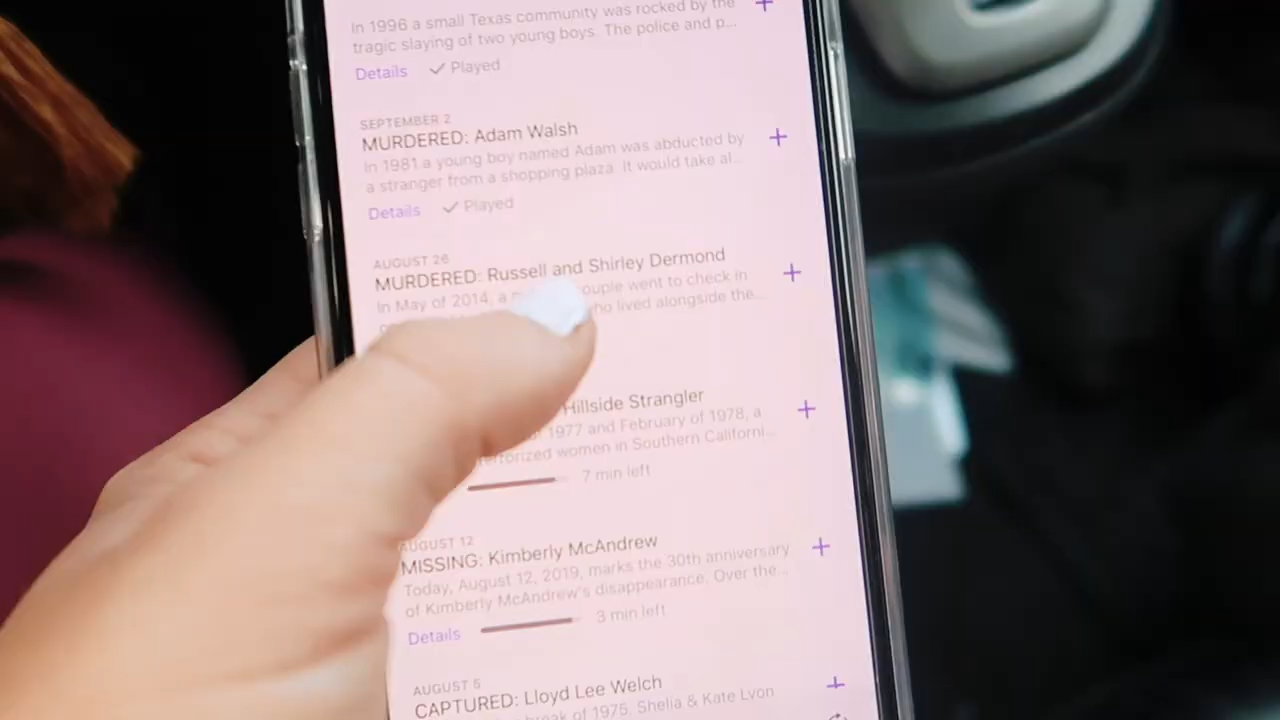 In 1996 a small Texas community was rocked by the
tragic slaying of two young boys. The police and p...
Details ✓ Played
SEPTEMBER 2
MURDERED: Adam Walsh
In 1981 a young boy named Adam was abducted by
a stranger from a shopping plaza. It would take al...
Details ✓ Played
AUGUST 26
MURDERED: Russell and Shirley Dermond
In May of 2014, a ouple went to check in
ho lived alongside the...
Hillside Strangler
1977 and February of 1978, a
terrorized women in Southern Californi...
7 min left
AUGUST 12
MISSING: Kimberly McAndrew
Today, August 12, 2019, marks the 30th anniversary
of Kimberly McAndrew's disappearance. Over the...
Details 3 min left
AUGUST 5
CAPTURED: Lloyd Lee Welch
break of 1975, Shelia & Kate Lyon